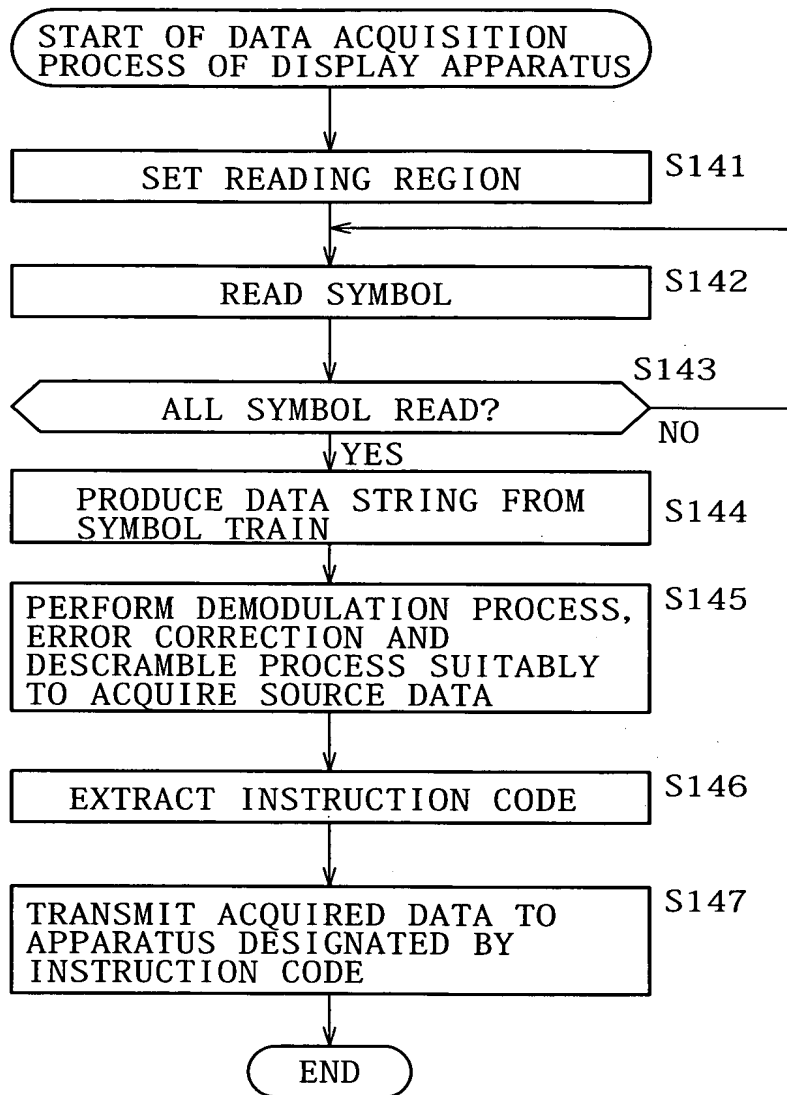 START OF DATA ACQUISITION
PROCESS OF DISPLAY APPARATUS
SET READING REGION
S141
READ SYMBOL
S142
S143
ALL SYMBOL READ?
NO
YES
PRODUCE DATA STRING FROM
SYMBOL TRAIN
S144
PERFORM DEMODULATION PROCESS,
ERROR CORRECTION AND
DESCRAMBLE PROCESS SUITABLY
TO ACQUIRE SOURCE DATA
S145
EXTRACT INSTRUCTION CODE
S146
TRANSMIT ACQUIRED DATA TO
APPARATUS DESIGNATED BY
INSTRUCTION CODE
S147
END